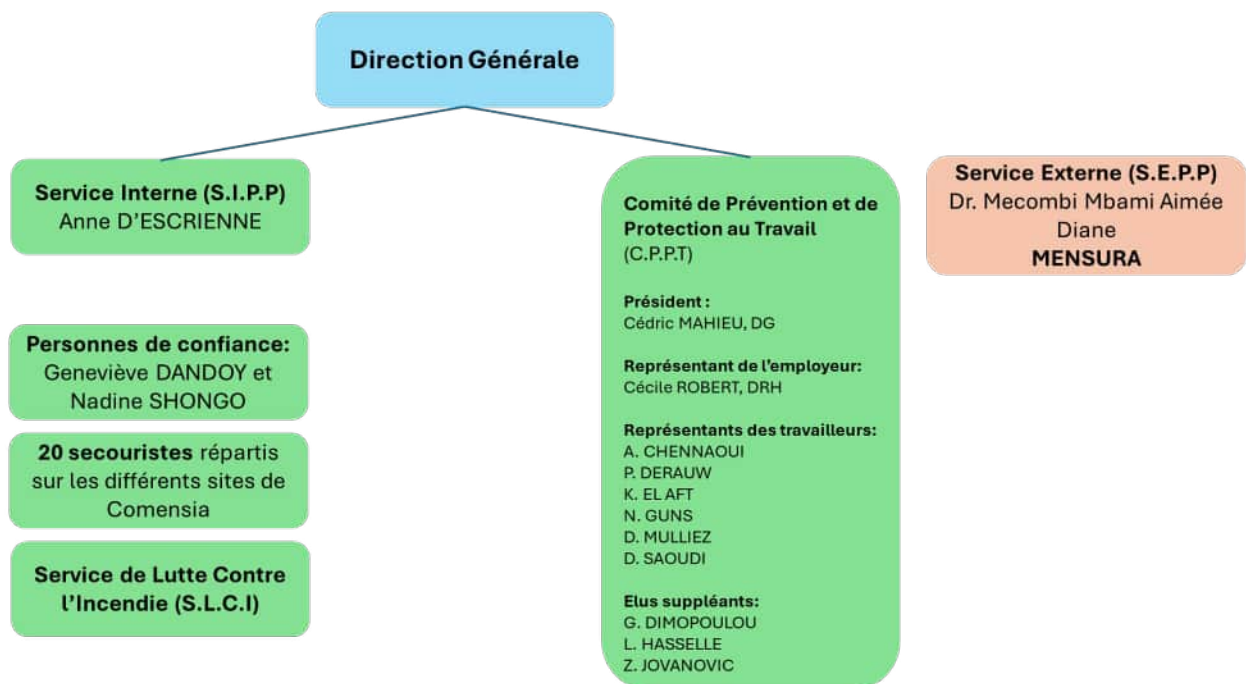 Direction Générale
Service Interne (S.I.P.P)
Anne D’ESCRIENNE
Personnes de confiance:
Geneviève DANDOY et
Nadine SHONGO
20 secouristes répartis
sur les différents sites de
Comensia
Service de Lutte Contre
l’Incendie (S.L.C.I)
Comité de Prévention et de
Protection au Travail
(C.P.P.T)
Président :
Cédric MAHIEU, DG
Représentant de l’employeur:
Cécile ROBERT, DRH
Représentants des travailleurs:
A. CHENNAOUI
P. DERAUW
K. EL AFT
N. GUNS
D. MULLIEZ
D. SAOUDI
Elus suppléants:
G. DIMOPOULOU
L. HASSELLE
Z. JOVANOVIC
Service Externe (S.E.P.P)
Dr. Mecombi Mbami Aimée
Diane
MENSURA